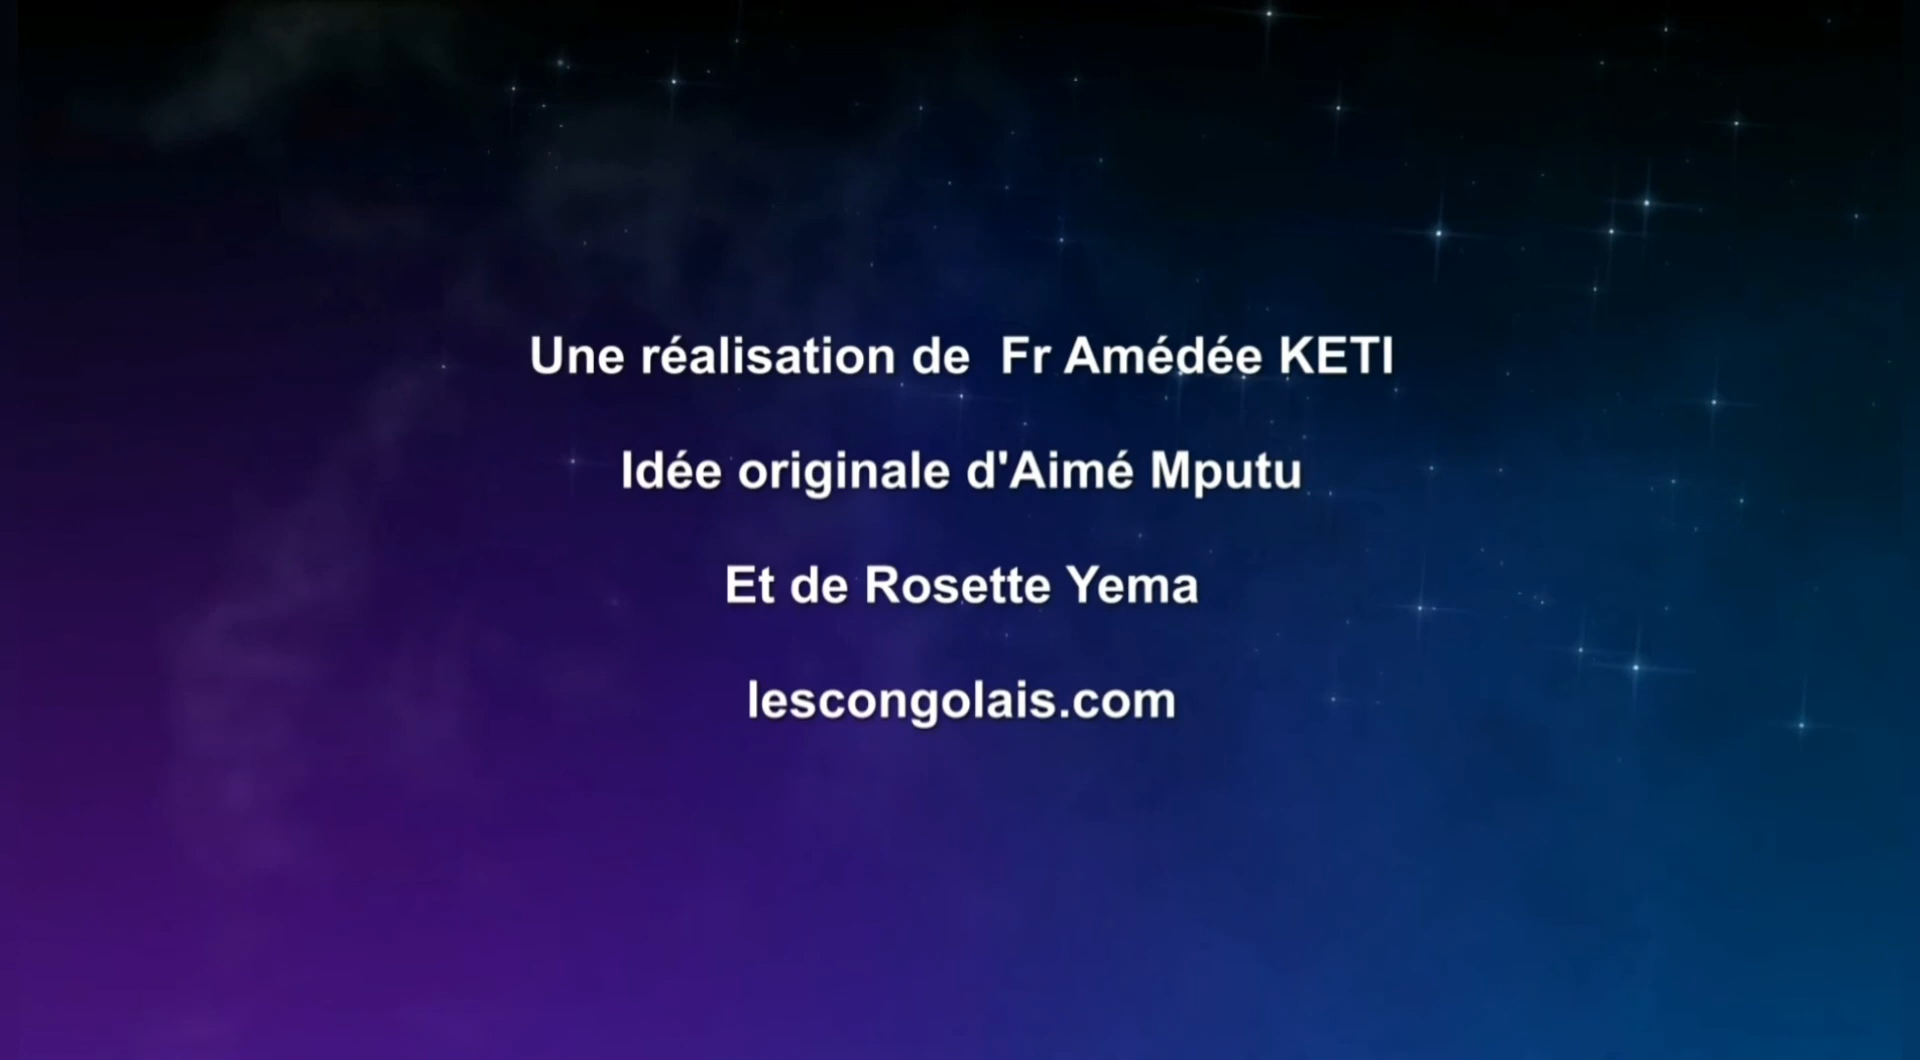 Une réalisation de  Fr Amédée KETI
Idée originale d'Aimé Mputu
Et de Rosette Yema
lescongolais.com